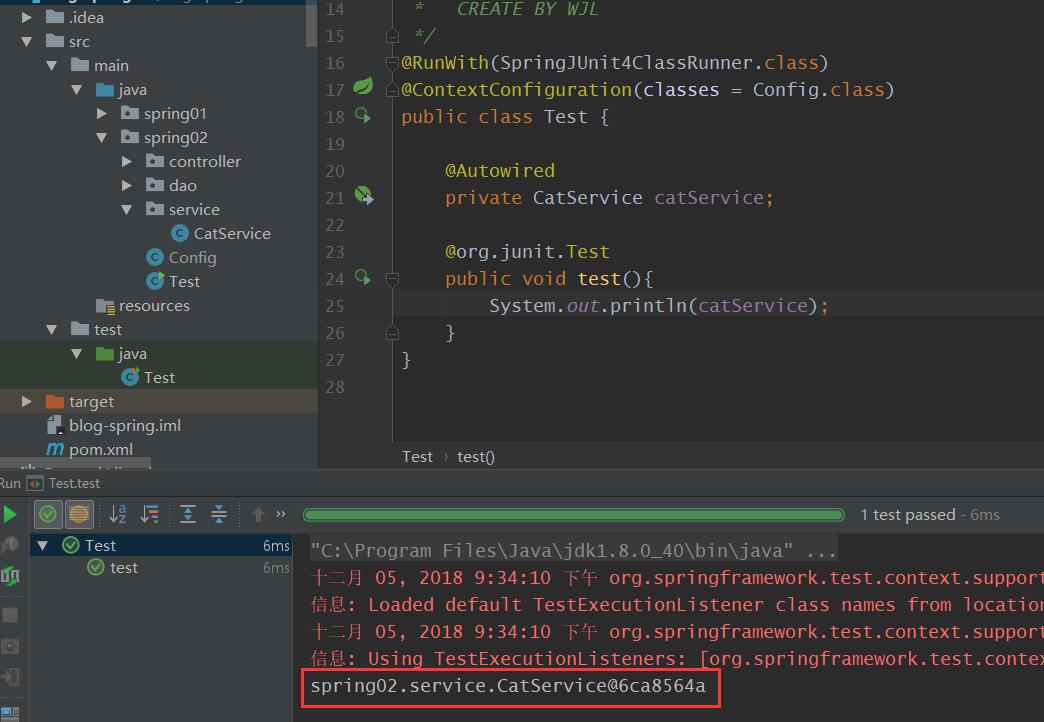 .idea
src
main
java
spring01
spring02
controller
dao
service
CatService
Config
Test
resources
test
java
Test
target
blog-spring.iml
pom.xml
14 * CREATE BY WJL
15 */
16 @RunWith(SpringJUnit4ClassRunner.class)
17 @ContextConfiguration(classes = Config.class)
18 public class Test {
19
20 @Autowired
21 private CatService catService;
22
23 @org.junit.Test
24 public void test(){
25 System.out.println(catService);
26 }
27 }
28
Test › test()
Run Test.test
1 test passed - 6ms
Test 6ms
test 6ms
"C:\Program Files\Java\jdk1.8.0_40\bin\java" ...
十二月 05, 2018 9:34:10 下午 org.springframework.test.context.support
信息: Loaded default TestExecutionListener class names from location
十二月 05, 2018 9:34:10 下午 org.springframework.test.context.support
信息: Using TestExecutionListeners: [org.springframework.test.contex
spring02.service.CatService@6ca8564a